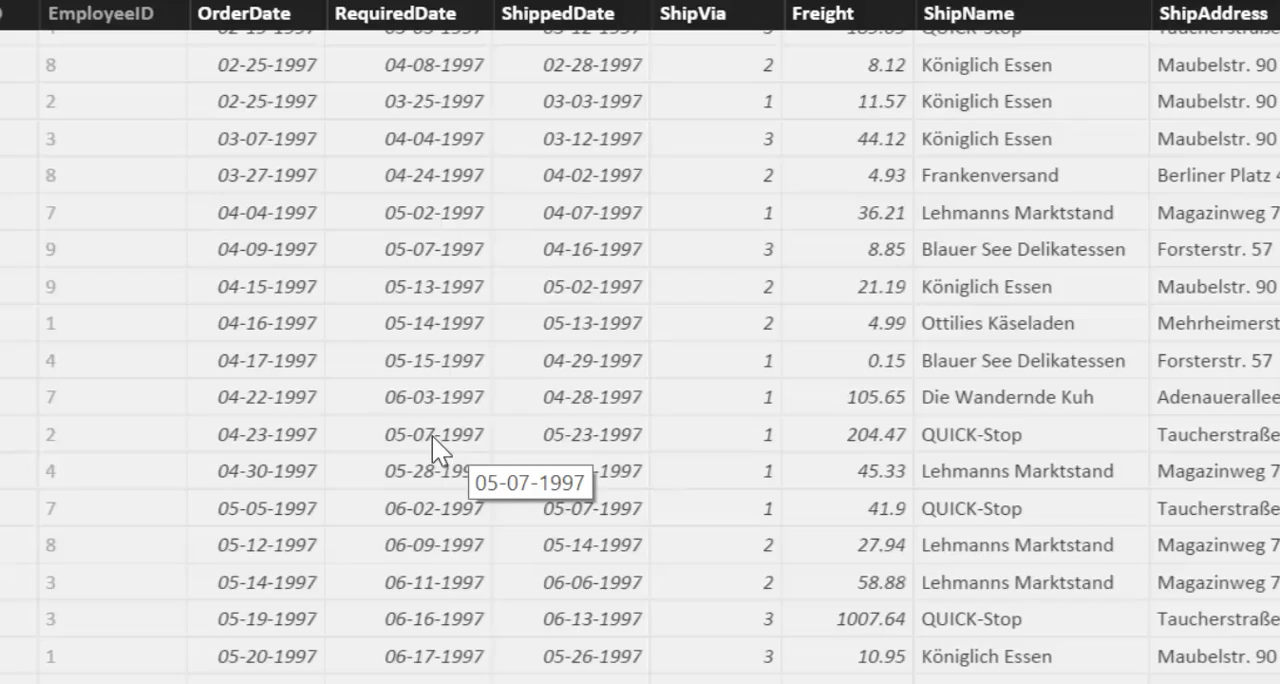 EmployeeID OrderDate RequiredDate ShippedDate ShipVia Freight ShipName ShipAddress
8 02-25-1997 04-08-1997 02-28-1997 2 8.12 Königlich Essen Maubelstr. 90
2 02-25-1997 03-25-1997 03-03-1997 1 11.57 Königlich Essen Maubelstr. 90
3 03-07-1997 04-04-1997 03-12-1997 3 44.12 Königlich Essen Maubelstr. 90
8 03-27-1997 04-24-1997 04-02-1997 2 4.93 Frankenversand Berliner Platz
7 04-04-1997 05-02-1997 04-07-1997 1 36.21 Lehmanns Marktstand Magazinweg 7
9 04-09-1997 05-07-1997 04-16-1997 3 8.85 Blauer See Delikatessen Forsterstr. 57
9 04-15-1997 05-13-1997 05-02-1997 2 21.19 Königlich Essen Maubelstr. 90
1 04-16-1997 05-14-1997 05-13-1997 2 4.99 Ottilies Käseladen Mehrheimerst
4 04-17-1997 05-15-1997 04-29-1997 1 0.15 Blauer See Delikatessen Forsterstr. 57
7 04-22-1997 06-03-1997 04-28-1997 1 105.65 Die Wandernde Kuh Adenauerallee
2 04-23-1997 05-07-1997 05-23-1997 1 204.47 QUICK-Stop Taucherstraße
4 04-30-1997 05-28-199 -1997 1 45.33 Lehmanns Marktstand Magazinweg 7
05-07-1997
7 05-05-1997 06-02-1997 05-07-1997 1 41.9 QUICK-Stop Taucherstraße
8 05-12-1997 06-09-1997 05-14-1997 2 27.94 Lehmanns Marktstand Magazinweg 7
3 05-14-1997 06-11-1997 06-06-1997 2 58.88 Lehmanns Marktstand Magazinweg 7
3 05-19-1997 06-16-1997 06-13-1997 3 1007.64 QUICK-Stop Taucherstraße
1 05-20-1997 06-17-1997 05-26-1997 3 10.95 Königlich Essen Maubelstr. 90